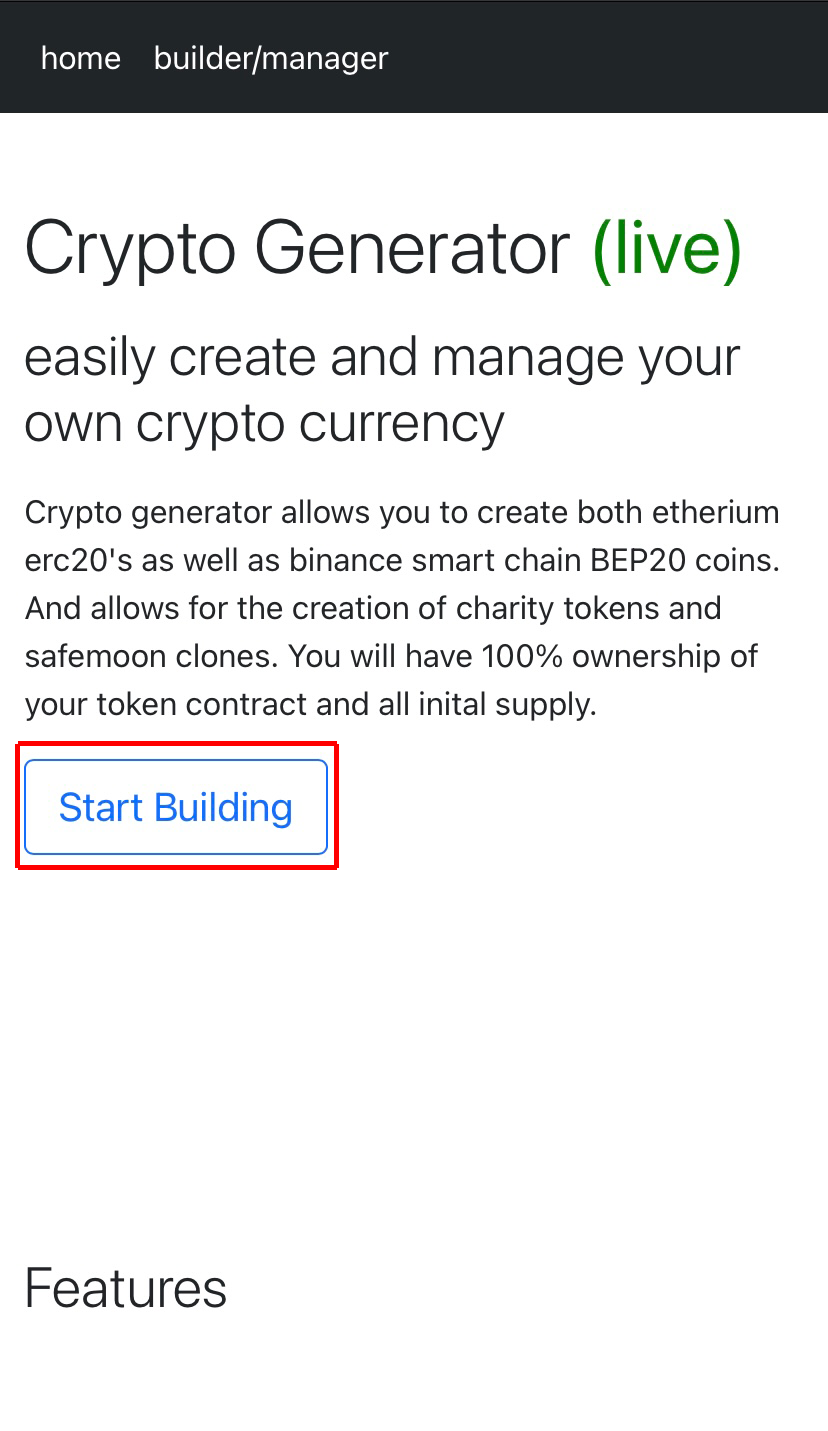 home builder/manager
Crypto Generator (live)
easily create and manage your
own crypto currency
Crypto generator allows you to create both etherium
erc20's as well as binance smart chain BEP20 coins.
And allows for the creation of charity tokens and
safemoon clones. You will have 100% ownership of
your token contract and all inital supply.
Start Building
Features